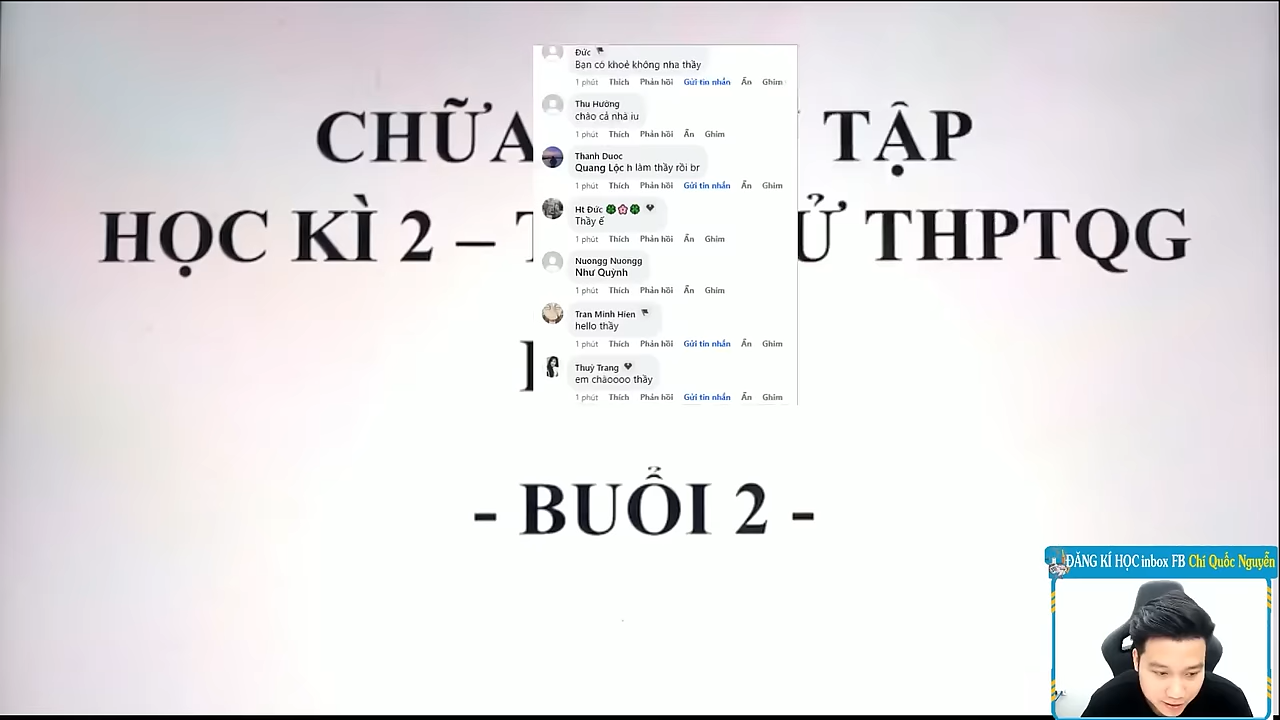 CHỮA
TẬP
HỌC KÌ 2 –
Ử THPTQG
]
- BUỔI 2 -
Đức
Bạn có khoẻ không nha thầy
1 phút Thích Phản hồi Gửi tin nhắn Ẩn Ghim
Thu Hường
chào cả nhà iu
1 phút Thích Phản hồi Ẩn Ghim
Thanh Duoc
Quang Lộc h làm thầy rồi br
1 phút Thích Phản hồi Gửi tin nhắn Ẩn Ghim
Ht Đức 🍀🌸🍀
Thầy ế
1 phút Thích Phản hồi Ẩn Ghim
Nuongg Nuongg
Như Quỳnh
1 phút Thích Phản hồi Ẩn Ghim
Tran Minh Hien
hello thầy
1 phút Thích Phản hồi Gửi tin nhắn Ẩn Ghim
Thuỳ Trang
em chàoooo thầy
1 phút Thích Phản hồi Gửi tin nhắn Ẩn Ghim
ĐĂNG KÍ HỌC inbox FB Chí Quốc Nguyễn